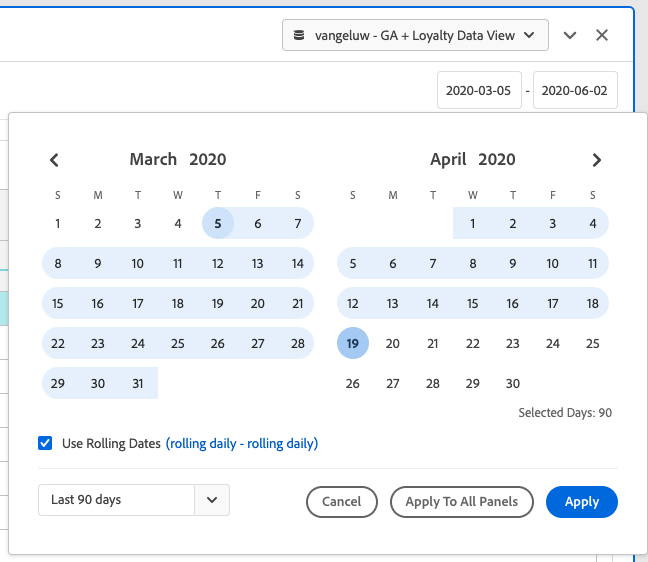 vangeluw - GA + Loyalty Data View
2020-03-05 - 2020-06-02
March 2020 April 2020
S M T W T F S S M T W T F S
1 2 3 4 5 6 7 1 2 3 4
8 9 10 11 12 13 14 5 6 7 8 9 10 11
15 16 17 18 19 20 21 12 13 14 15 16 17 18
22 23 24 25 26 27 28 19 20 21 22 23 24 25
29 30 31 26 27 28 29 30
Selected Days: 90
Use Rolling Dates (rolling daily - rolling daily)
Last 90 days Cancel Apply To All Panels Apply